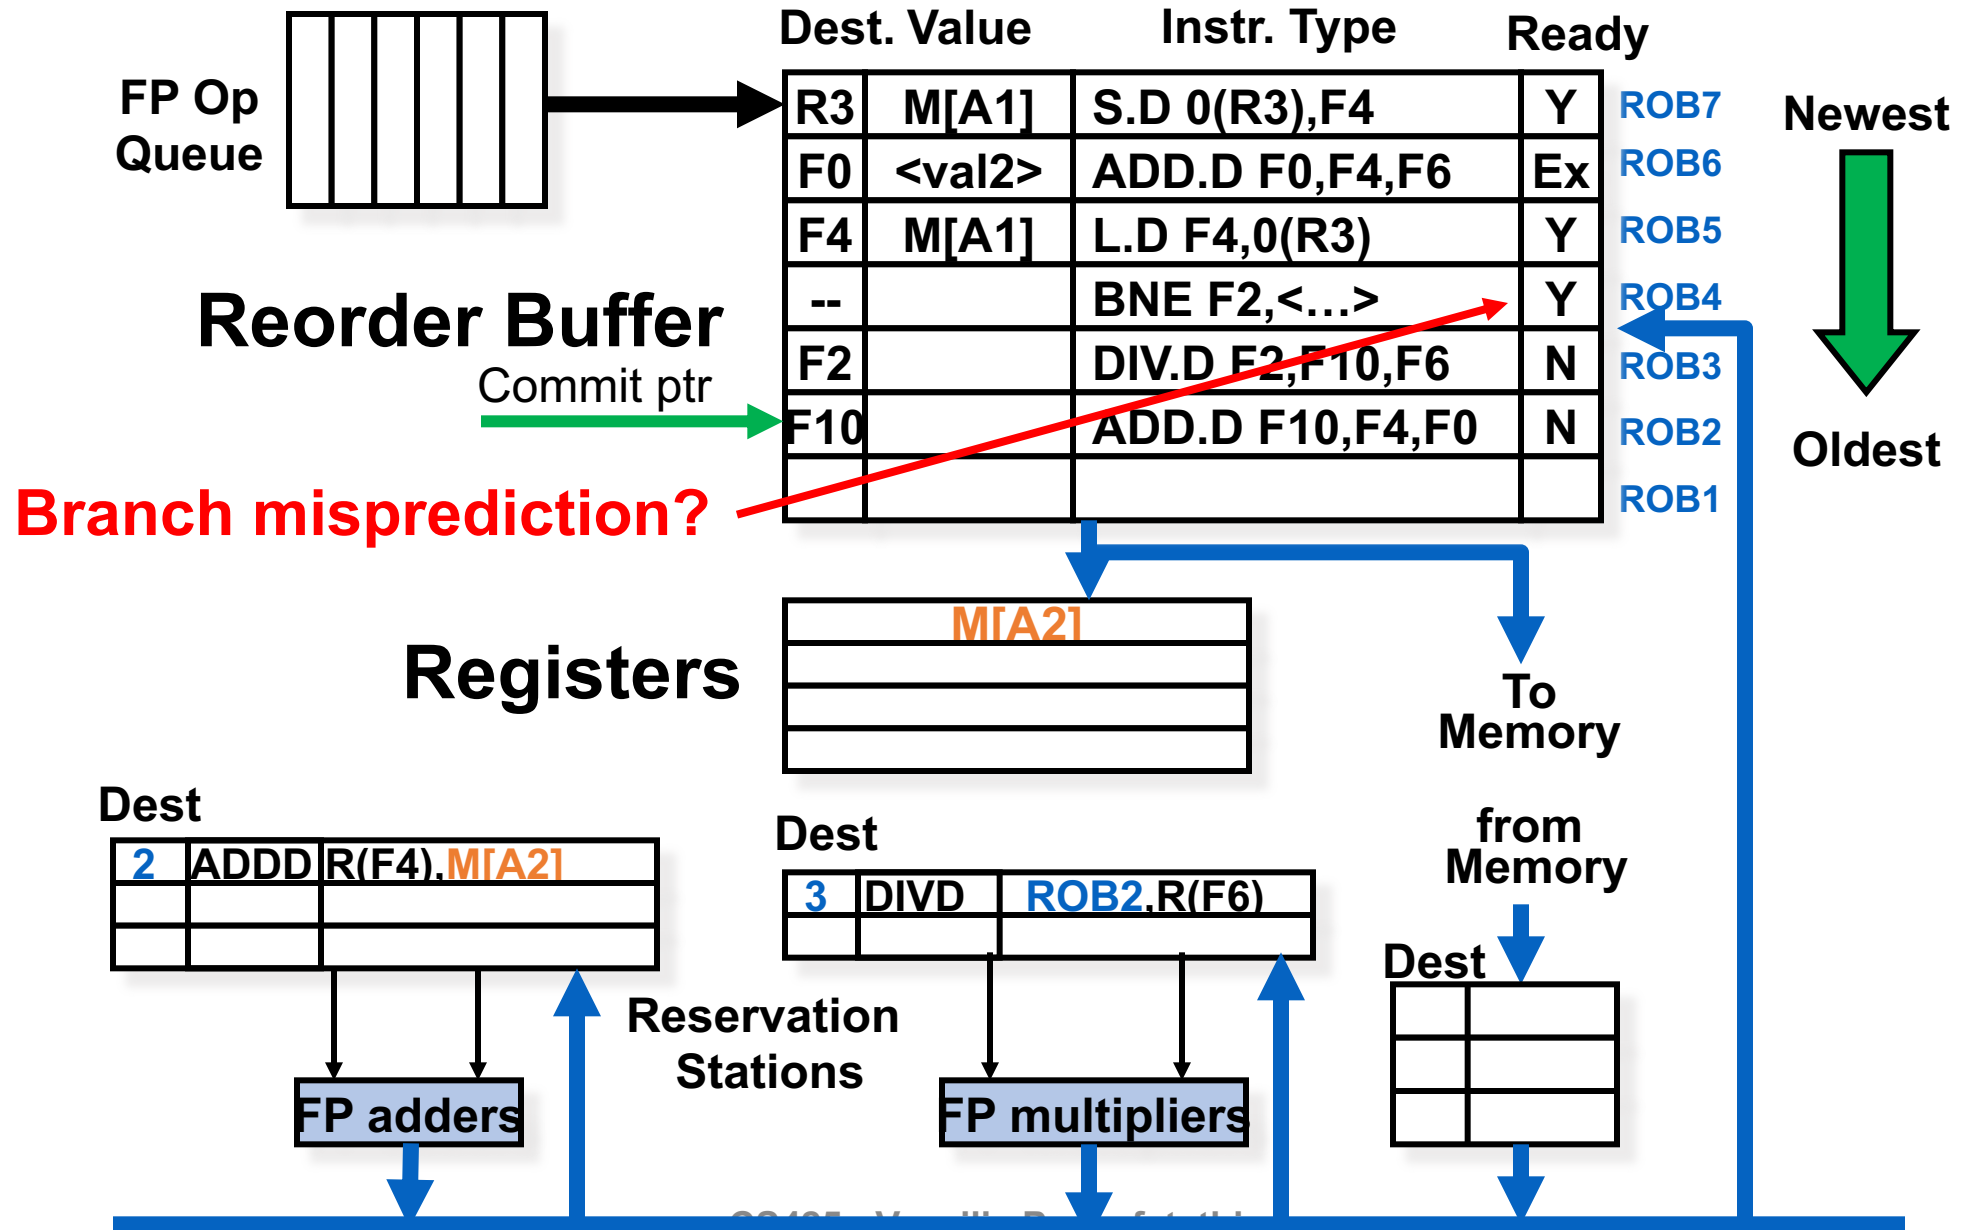 Dest. Value Instr. Type Ready
FP Op
Queue
R3 M[A1] S.D 0(R3),F4 Y ROB7
F0 <val2> ADD.D F0,F4,F6 Ex ROB6
F4 M[A1] L.D F4,0(R3) Y ROB5
-- BNE F2,<...> Y ROB4
F2 DIV.D F2,F10,F6 N ROB3
F10 ADD.D F10,F4,F0 N ROB2
ROB1
Newest
Oldest
Reorder Buffer
Commit ptr
Branch misprediction?
Registers
M[A2]
To
Memory
Dest
2 ADDD R(F4),M[A2]
Dest
3 DIVD ROB2,R(F6)
from
Memory
Dest
Reservation
Stations
FP adders
FP multipliers